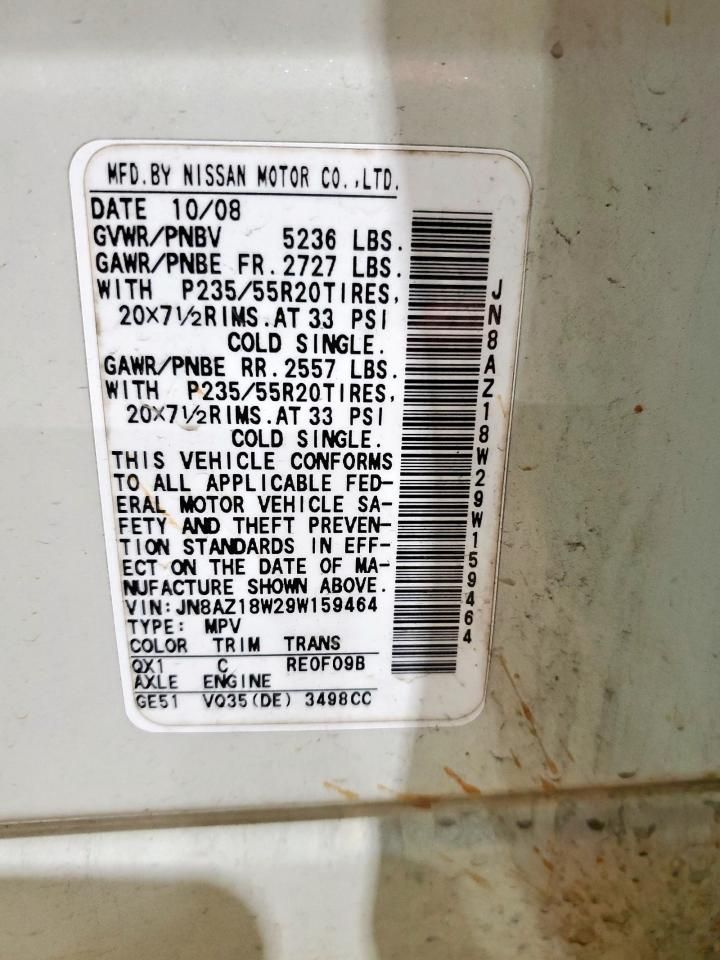 MFD.BY NISSAN MOTOR CO.,LTD.
DATE 10/08
GVWR/PNBV 5236 LBS.
GAWR/PNBE FR.2727 LBS.
WITH P235/55R20TIRES,
20X7½RIMS.AT 33 PSI
COLD SINGLE.
GAWR/PNBE RR.2557 LBS.
WITH P235/55R20TIRES,
20X7½RIMS.AT 33 PSI
COLD SINGLE.
THIS VEHICLE CONFORMS
TO ALL APPLICABLE FED-
ERAL MOTOR VEHICLE SA-
FETY AND THEFT PREVEN-
TION STANDARDS IN EFF-
ECT ON THE DATE OF MA-
NUFACTURE SHOWN ABOVE.
VIN:JN8AZ18W29W159464
TYPE: MPV
COLOR TRIM TRANS
QX1 C RE0F09B
AXLE ENGINE
GE51 VQ35(DE) 3498CC
JN8AZ18W29W159464